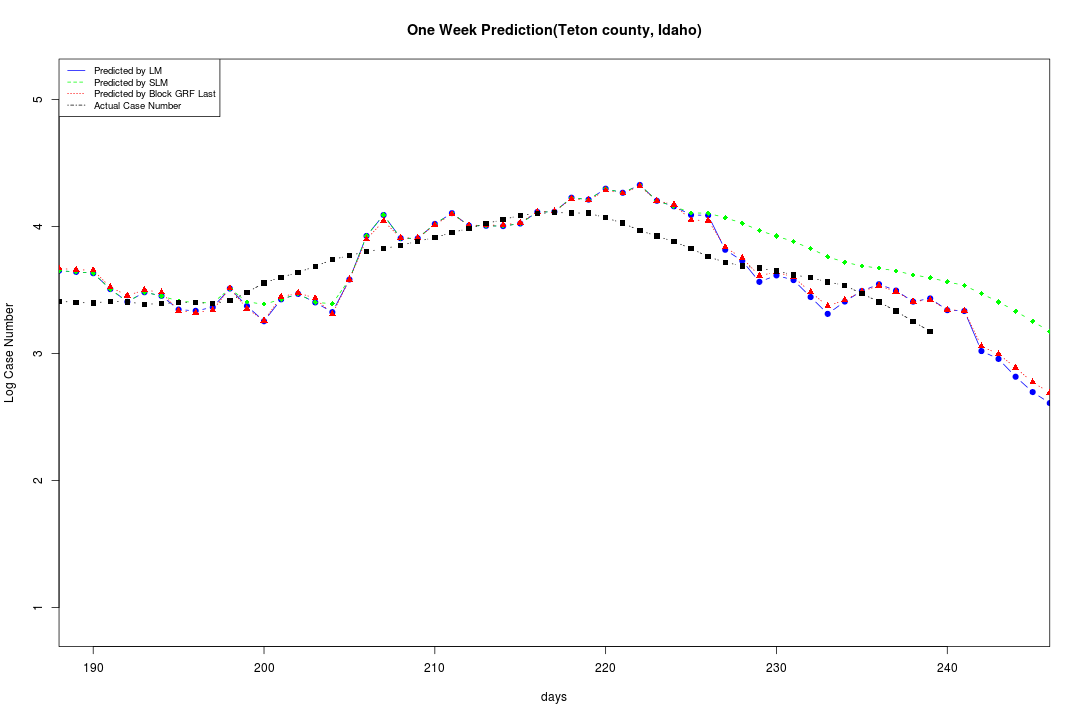 One Week Prediction(Teton county, Idaho)
Predicted by LM
Predicted by SLM
Predicted by Block GRF Last
Actual Case Number
5
4
3
2
1
Log Case Number
190 200 210 220 230 240
days